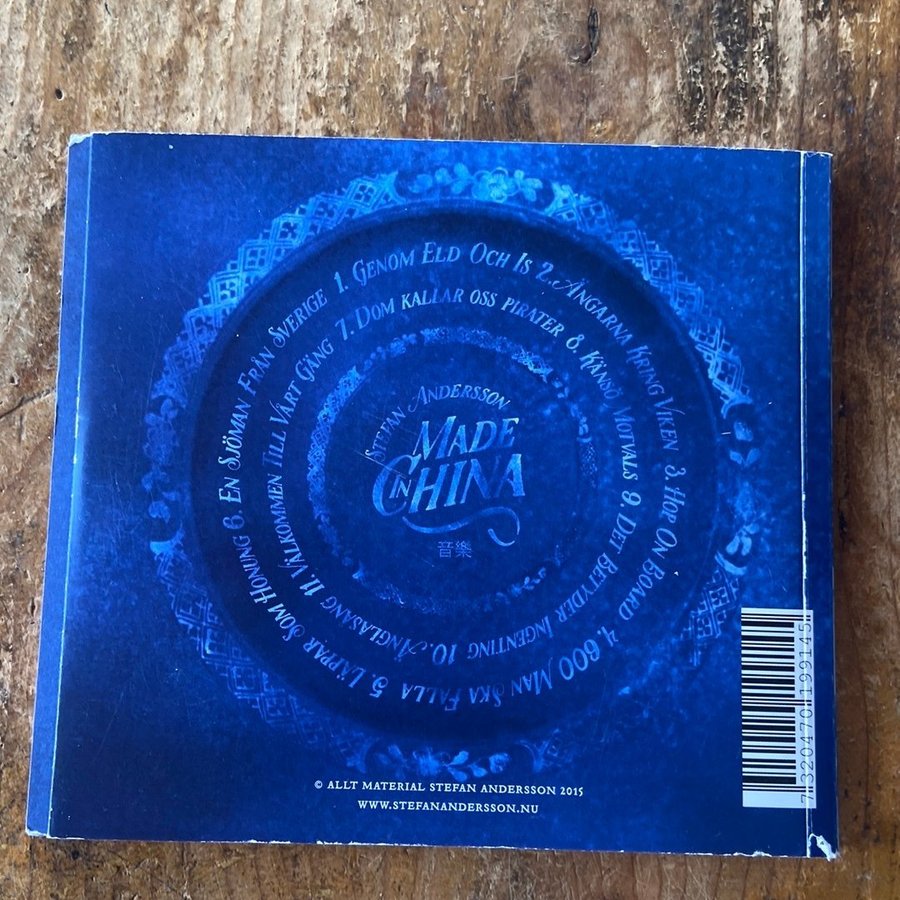 1. Genom Eld Och Is 2. Ängarna Kring Viken 3. Hop On Board 4. 600 Man Ska Falla 5. Läppar Som Honung 6. En Sjöman Från Sverige
7. Dom kallar oss pirater 8. Känsö Motvals 9. Det Betyder Ingenting 10. Änglasång 11. Välkommen Till Vårt Gäng
Stefan Andersson
Made
in China
音樂
© ALLT MATERIAL STEFAN ANDERSSON 2015
WWW.STEFANANDERSSON.NU
7320470199145